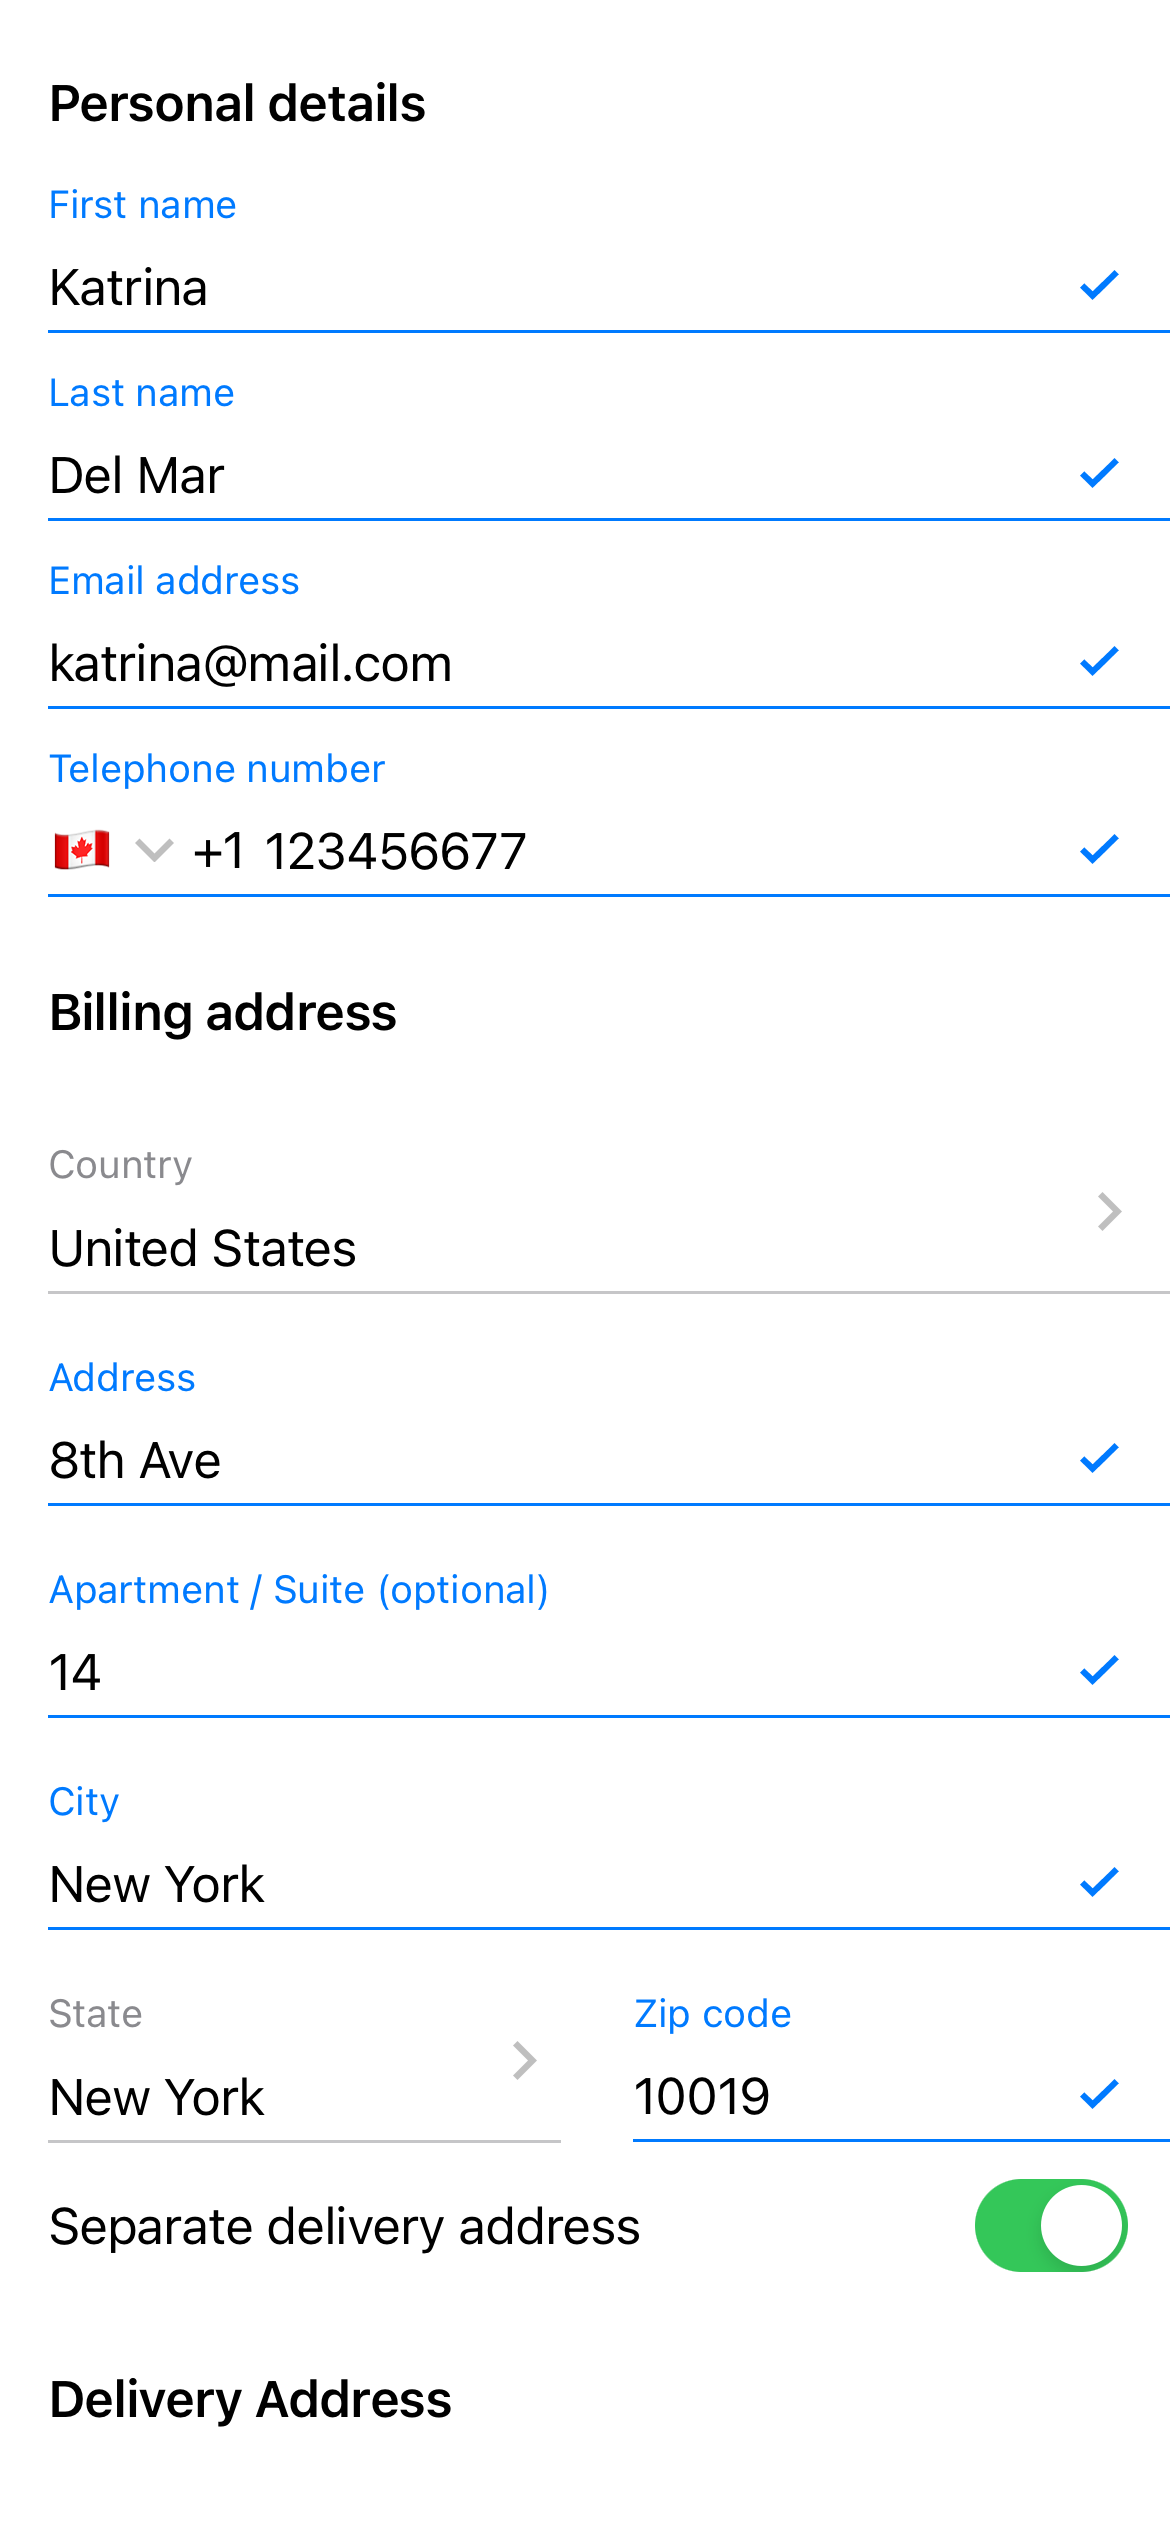 Personal details
First name
Katrina
Last name
Del Mar
Email address
katrina@mail.com
Telephone number
+1 123456677
Billing address
Country
United States
Address
8th Ave
Apartment / Suite (optional)
14
City
New York
State
Zip code
New York
10019
Separate delivery address
Delivery Address